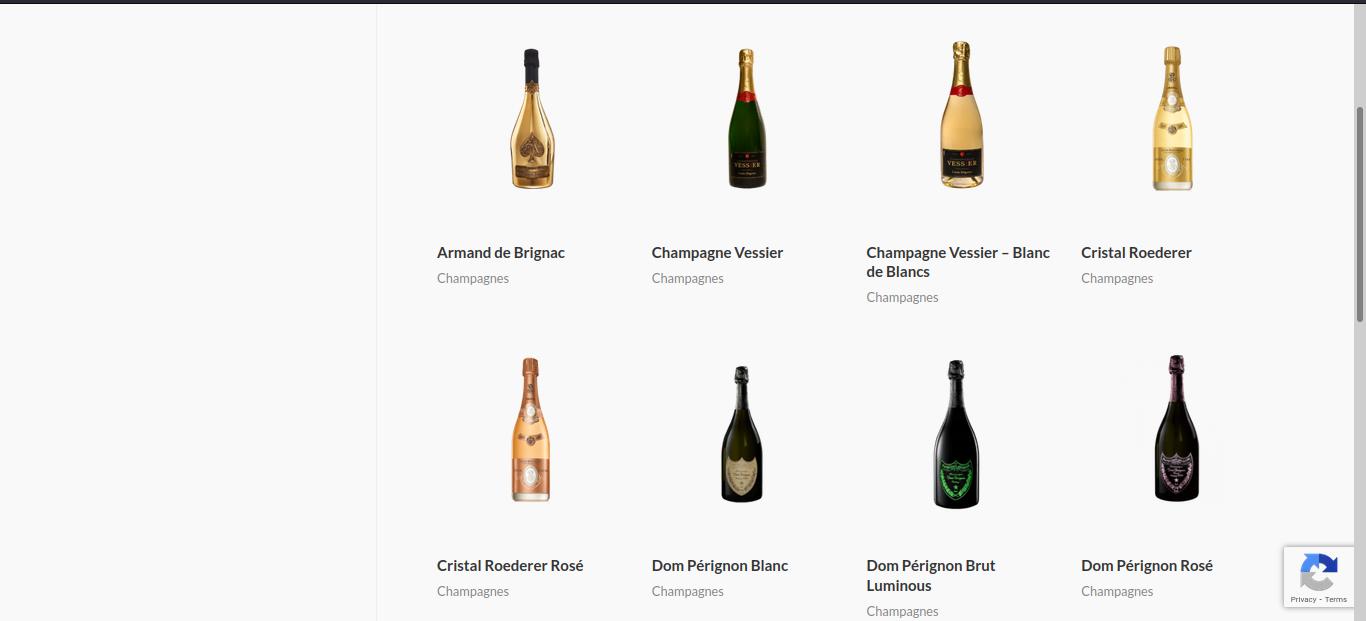 VESSIER
VESSIER
Armand de Brignac
Champagnes
Champagne Vessier
Champagnes
Champagne Vessier – Blanc
de Blancs
Champagnes
Cristal Roederer
Champagnes
Cristal Roederer Rosé
Champagnes
Dom Pérignon Blanc
Champagnes
Dom Pérignon Brut
Luminous
Champagnes
Dom Pérignon Rosé
Champagnes
Privacy - Terms